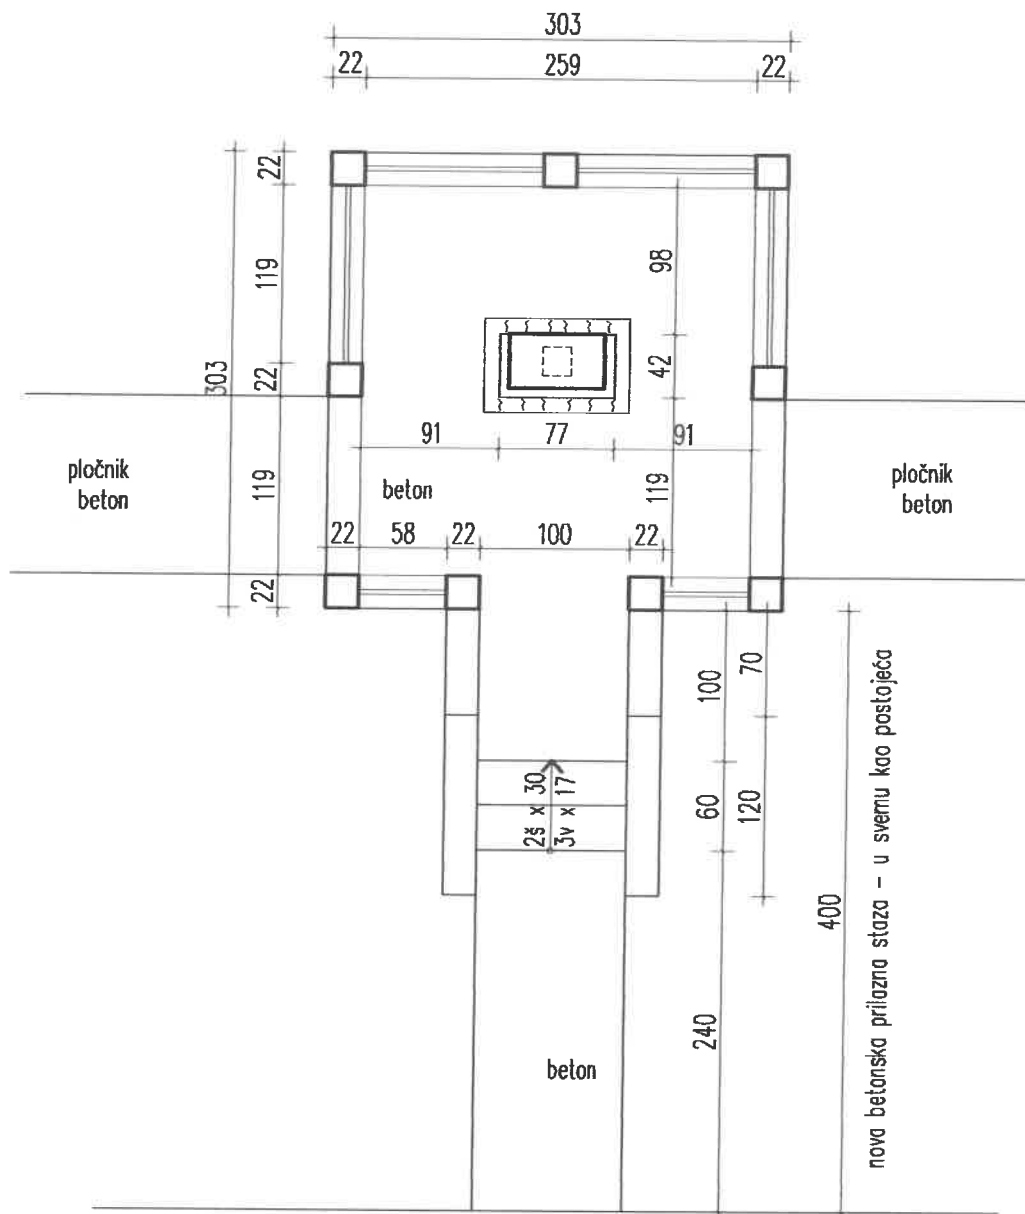 303
22 259 22
22
119
22
119
22
303
98
42
119
91 77 91
pločnik
beton
beton
pločnik
beton
22 58 22 100 22
100
70
60
120
240
400
2š x 30
3v x 17
beton
nova betonska prilazna staza – u svemu kao postojeća